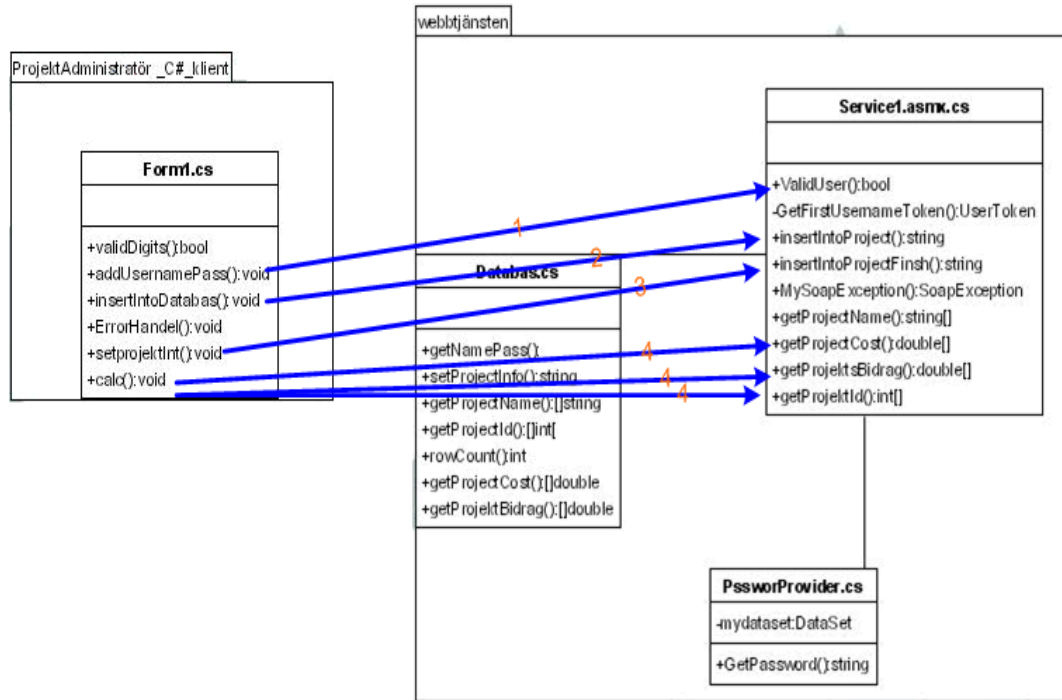 webbtjänsten
ProjektAdministratör _C#_klient
Form1.cs
+validDigits():bool
+addUsernamePass():void
+insertIntoDatabas():void
+ErrorHandel():void
+setprojektInt():void
+calc():void
1
2
3
4
4
4
Databas.cs
+getNamePass():
+setProjectInfo():string
+getProjectName():[]string
+getProjectId():[]int[
+rowCount():int
+getProjectCost():[]double
+getProjektBidrag():[]double
Service1.asmx.cs
+ValidUser():bool
-GetFirstUsernameToken():UserToken
+insertIntoProject():string
+insertIntoProjectFinsh():string
+MySoapException():SoapException
+getProjectName():string[]
+getProjectCost():double[]
+getProjektsBidrag():double[]
+getProjektId():int[]
PssworProvider.cs
-mydataset:DataSet
+GetPassword():string